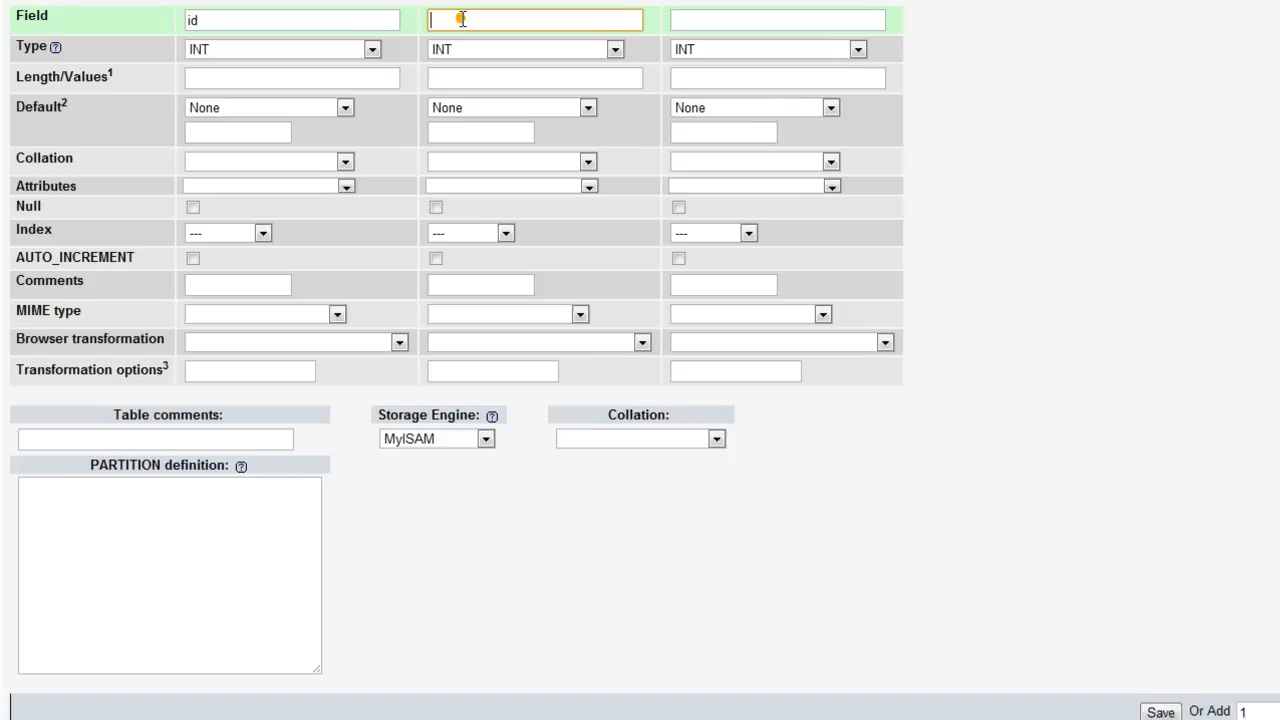 Field id
Type INT INT INT
Length/Values1
Default2 None None None
Collation
Attributes
Null
Index --- --- ---
AUTO_INCREMENT
Comments
MIME type
Browser transformation
Transformation options3
Table comments: Storage Engine: Collation:
MyISAM
PARTITION definition:
Save Or Add 1